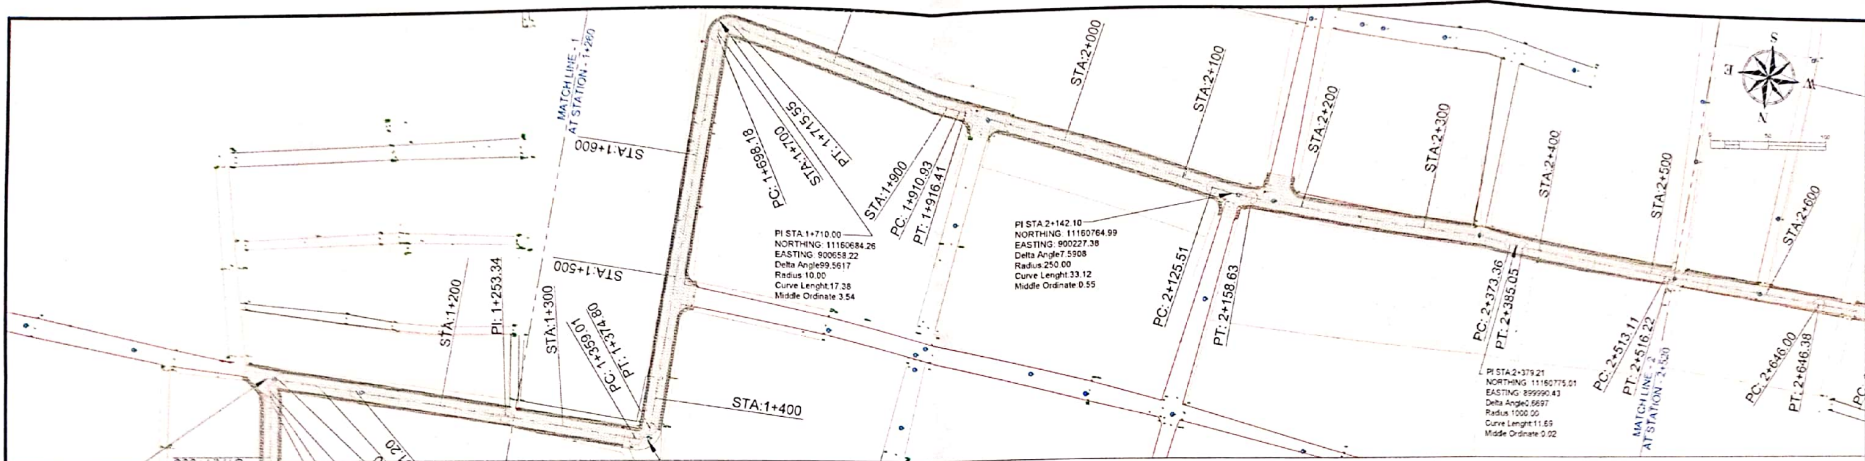 MATCH LINE - 1
AT STATION - 1+260
STA:1+600
STA:1+500
STA:1+200
PI: 1+253.34
STA:1+300
PC: 1+359.01
PT: 1+374.80
STA:1+400
PC: 1+698.18
STA:1+700
PT: 1+715.55
PI STA:1+710.00
NORTHING: 11160684.26
EASTING: 900658.22
Delta Angle99.5617
Radius 10.00
Curve Lenght:17.38
Middle Ordinate 3.54
STA:1+900
PC: 1+910.93
PT: 1+916.41
STA:2+000
STA:2+100
PI STA:2+142.10
NORTHING: 11160764.99
EASTING: 900227.38
Delta Angle7.5908
Radius:250.00
Curve Lenght:33.12
Middle Ordinate:0.55
PC: 2+125.51
PT: 2+158.63
STA:2+200
STA:2+300
STA:2+400
PC: 2+373.36
PT: 2+385.05
PI STA:2+379.21
NORTHING: 11160775.01
EASTING: 899990.43
Delta Angle0.6697
Radius 1000.00
Curve Lenght:11.69
Middle Ordinate:0.02
STA:2+500
PC: 2+513.11
PT: 2+516.22
MATCH LINE - 2
AT STATION - 2+520
STA:2+600
PC: 2+646.00
PT: 2+646.38
PC
S
E
W
N
1.20